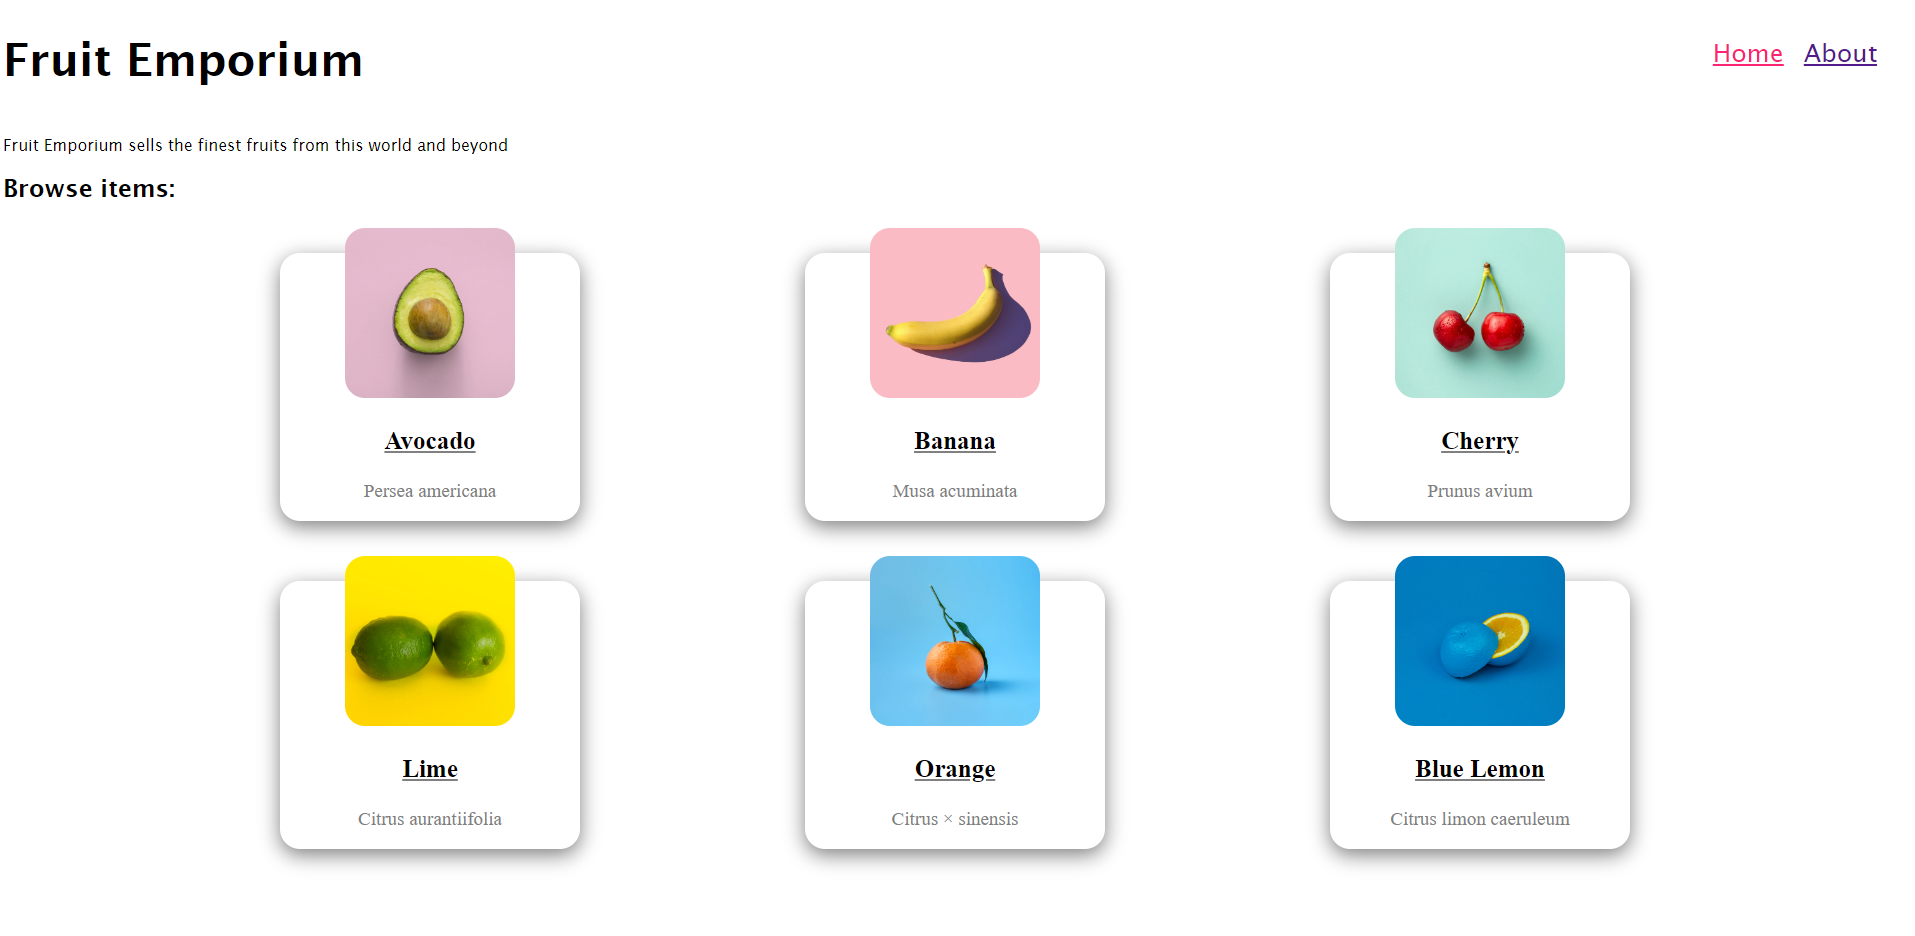 Fruit Emporium
Home About
Fruit Emporium sells the finest fruits from this world and beyond
Browse items:
Avocado
Persea americana
Banana
Musa acuminata
Cherry
Prunus avium
Lime
Citrus aurantiifolia
Orange
Citrus × sinensis
Blue Lemon
Citrus limon caeruleum